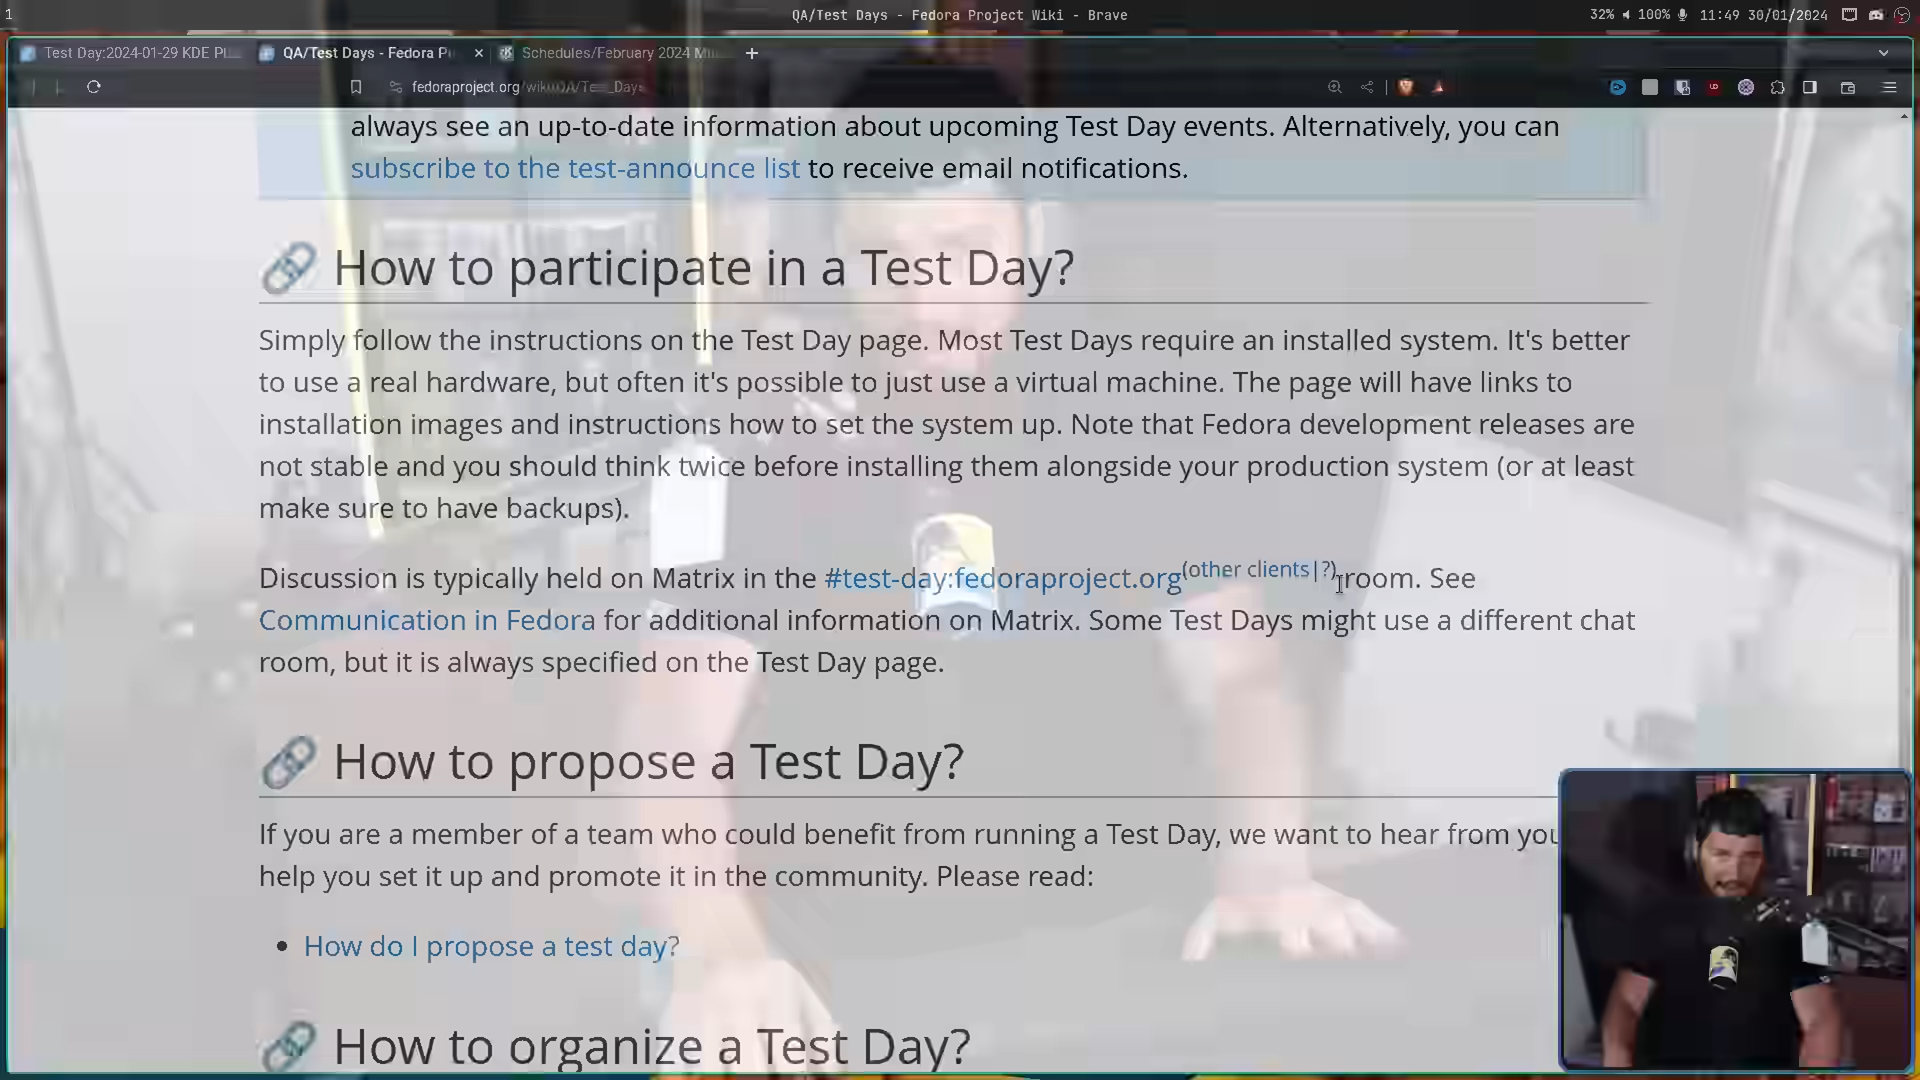 1
QA/Test Days - Fedora Project Wiki - Brave
32% 100% 11:49 30/01/2024
Test Day:2024-01-29 KDE Pl
QA/Test Days - Fedora P
Schedules/February 2024 M
fedoraproject.org/wiki/QA/Test_Days
always see an up-to-date information about upcoming Test Day events. Alternatively, you can
subscribe to the test-announce list to receive email notifications.
How to participate in a Test Day?
Simply follow the instructions on the Test Day page. Most Test Days require an installed system. It's better
to use a real hardware, but often it's possible to just use a virtual machine. The page will have links to
installation images and instructions how to set the system up. Note that Fedora development releases are
not stable and you should think twice before installing them alongside your production system (or at least
make sure to have backups).
Discussion is typically held on Matrix in the #test-day:fedoraproject.org(other clients|?) room. See
Communication in Fedora for additional information on Matrix. Some Test Days might use a different chat
room, but it is always specified on the Test Day page.
How to propose a Test Day?
If you are a member of a team who could benefit from running a Test Day, we want to hear from you
help you set it up and promote it in the community. Please read:
How do I propose a test day?
How to organize a Test Day?